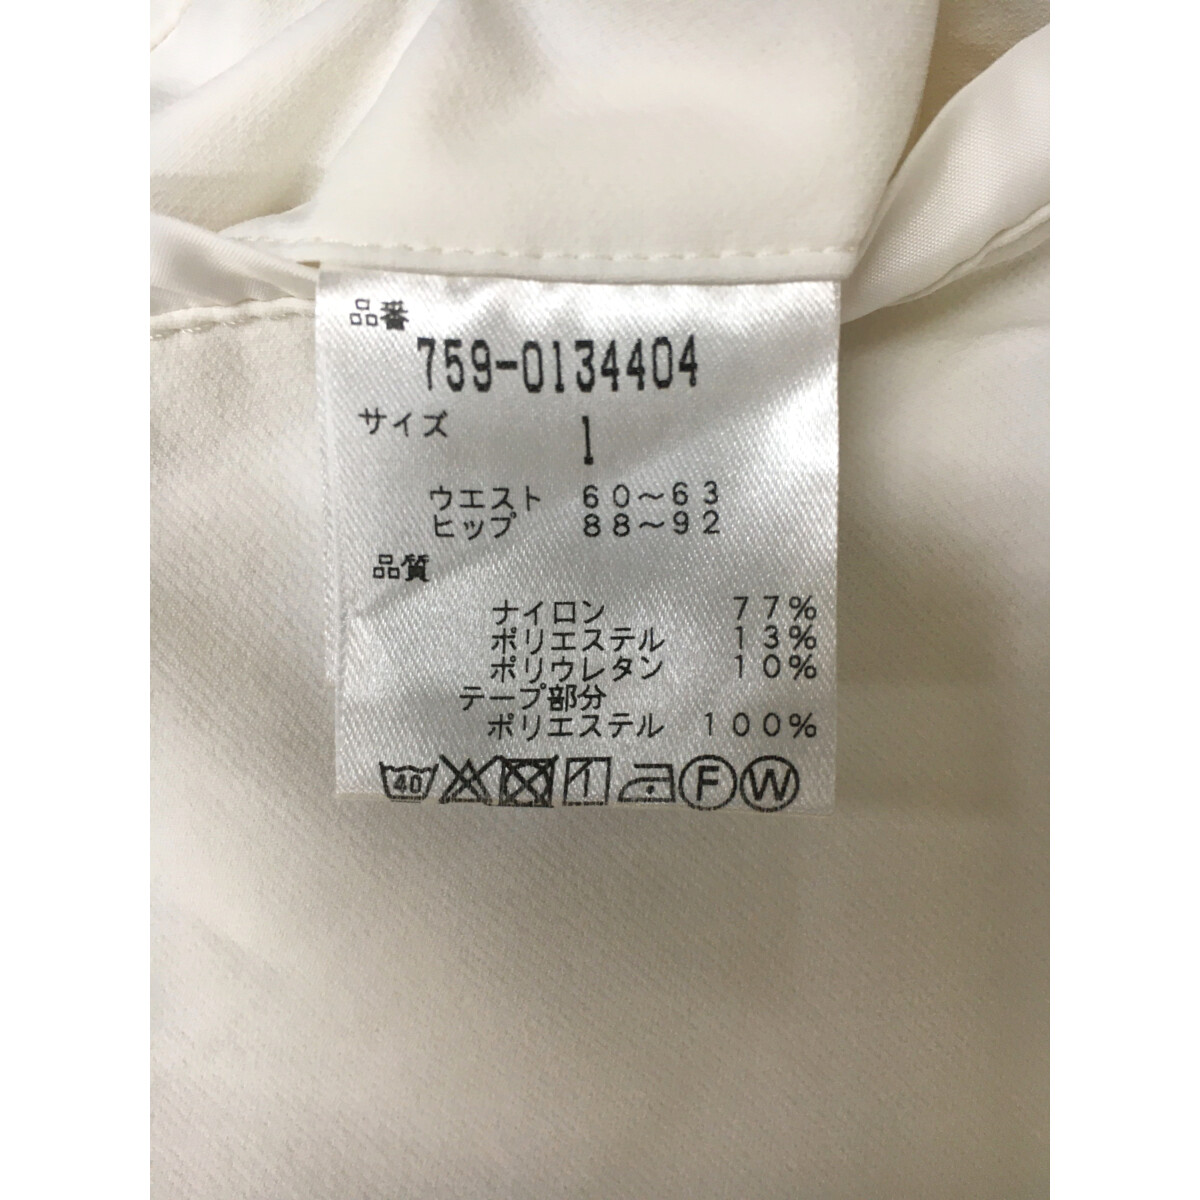 品番
759-0134404
サイズ 1
ウエスト 60～63
ヒップ 88～92
品質
ナイロン 77%
ポリエステル 13%
ポリウレタン 10%
テープ部分
ポリエステル 100%
40 F W